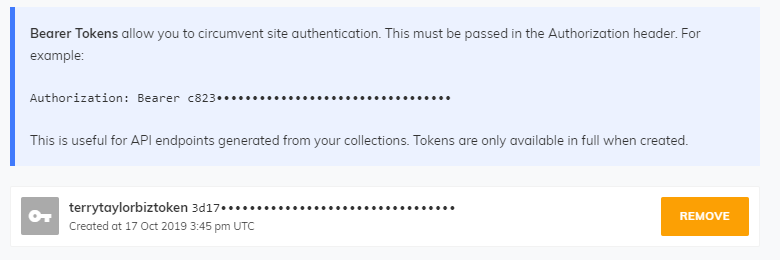 Bearer Tokens allow you to circumvent site authentication. This must be passed in the Authorization header. For
example:
Authorization: Bearer c823••••••••••••••••••••••••••••••••
This is useful for API endpoints generated from your collections. Tokens are only available in full when created.
terrytaylorbiztoken 3d17••••••••••••••••••••••••••••••••
Created at 17 Oct 2019 3:45 pm UTC
REMOVE